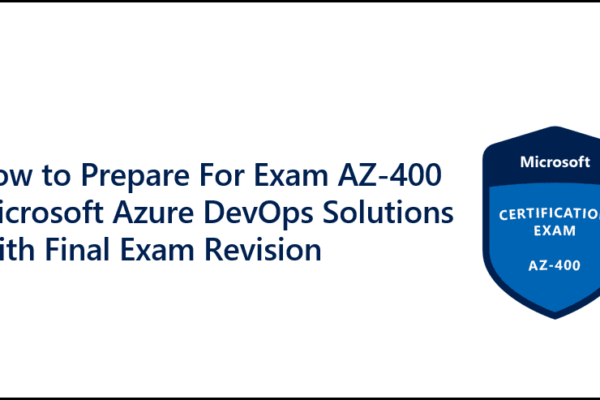 ow to Prepare For Exam AZ-400
icrosoft Azure DevOps Solutions
ith Final Exam Revision
Microsoft
CERTIFICATIO
EXAM
AZ-400